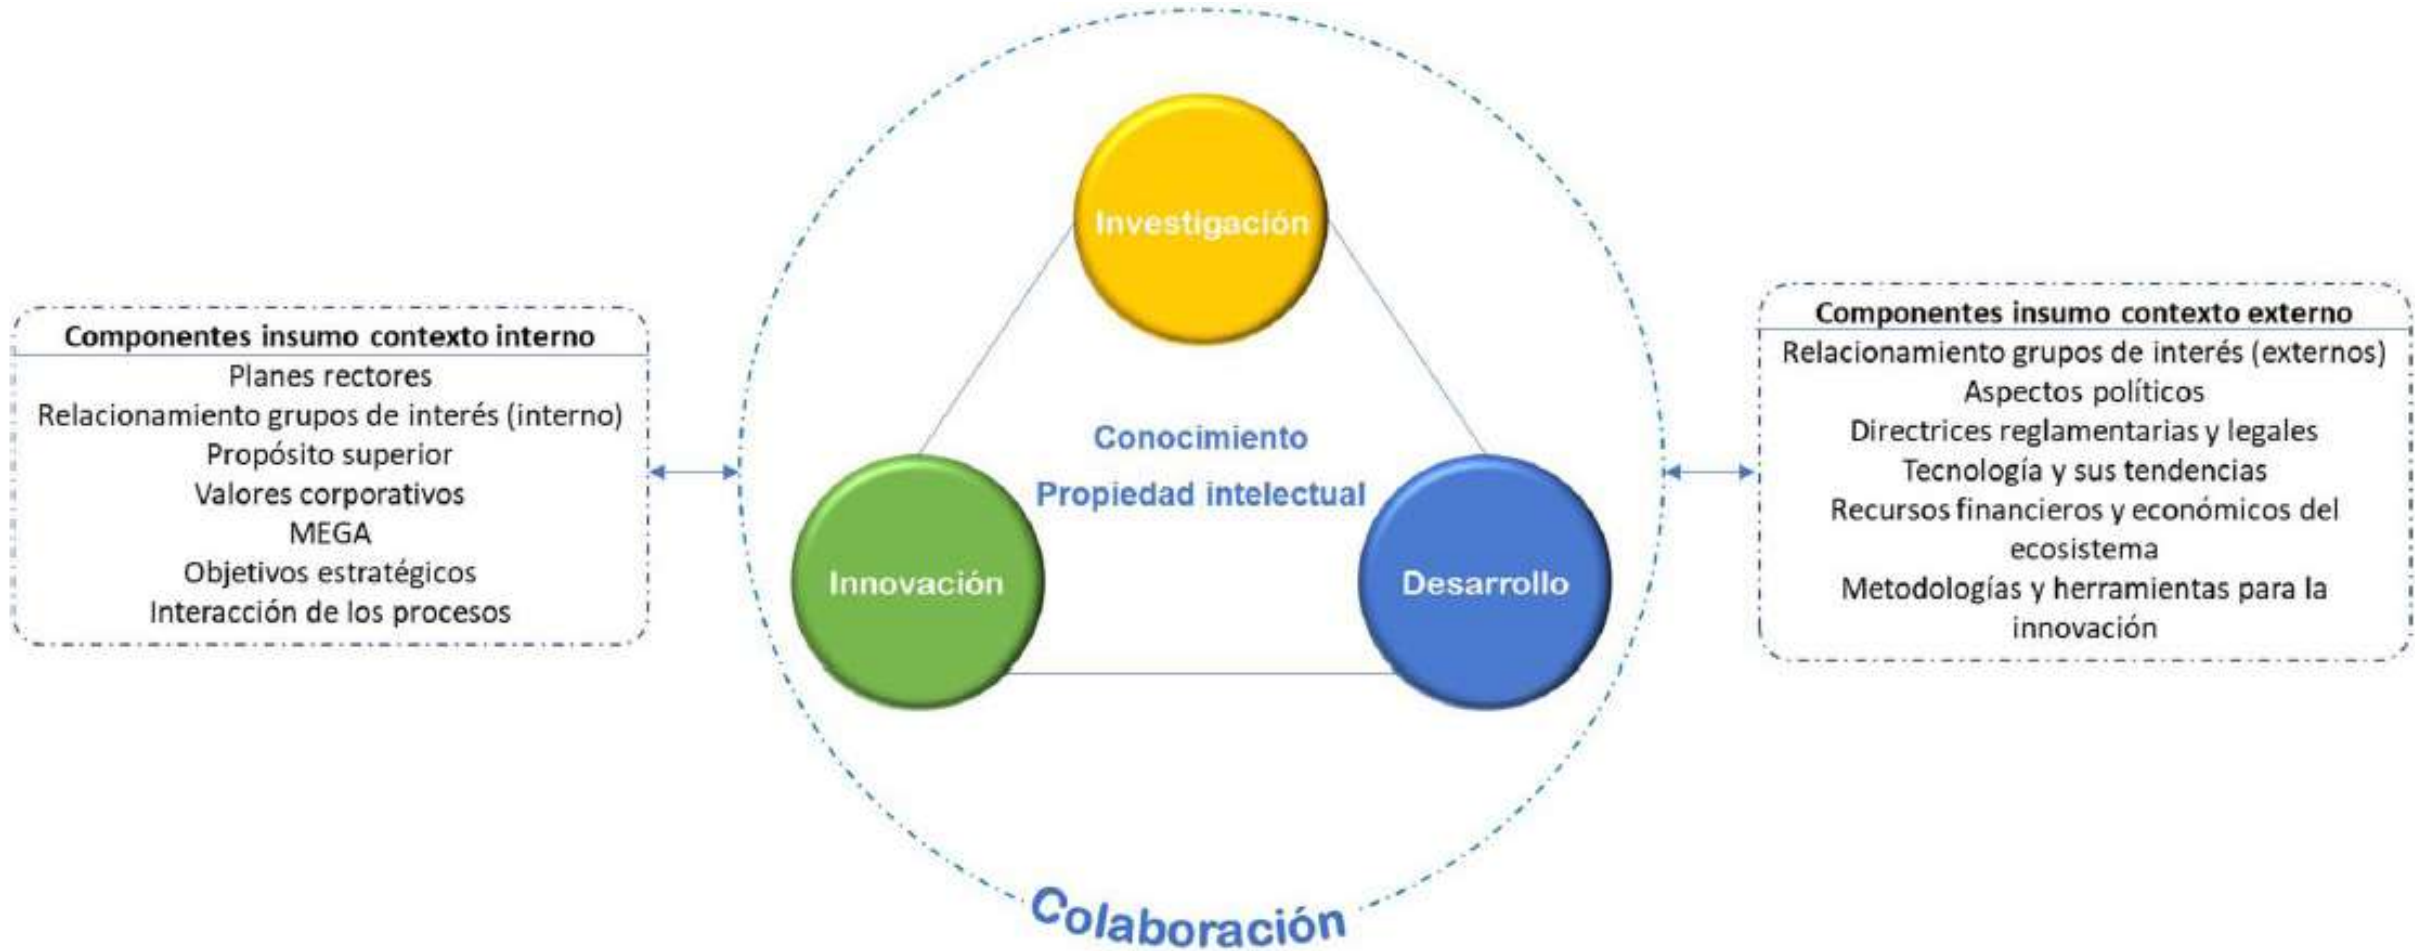 Componentes insumo contexto interno
Planes rectores
Relacionamiento grupos de interés (interno)
Propósito superior
Valores corporativos
MEGA
Objetivos estratégicos
Interacción de los procesos
Investigación
Conocimiento
Propiedad intelectual
Innovación
Desarrollo
Colaboración
Componentes insumo contexto externo
Relacionamiento grupos de interés (externos)
Aspectos políticos
Directrices reglamentarias y legales
Tecnología y sus tendencias
Recursos financieros y económicos del
ecosistema
Metodologías y herramientas para la
innovación